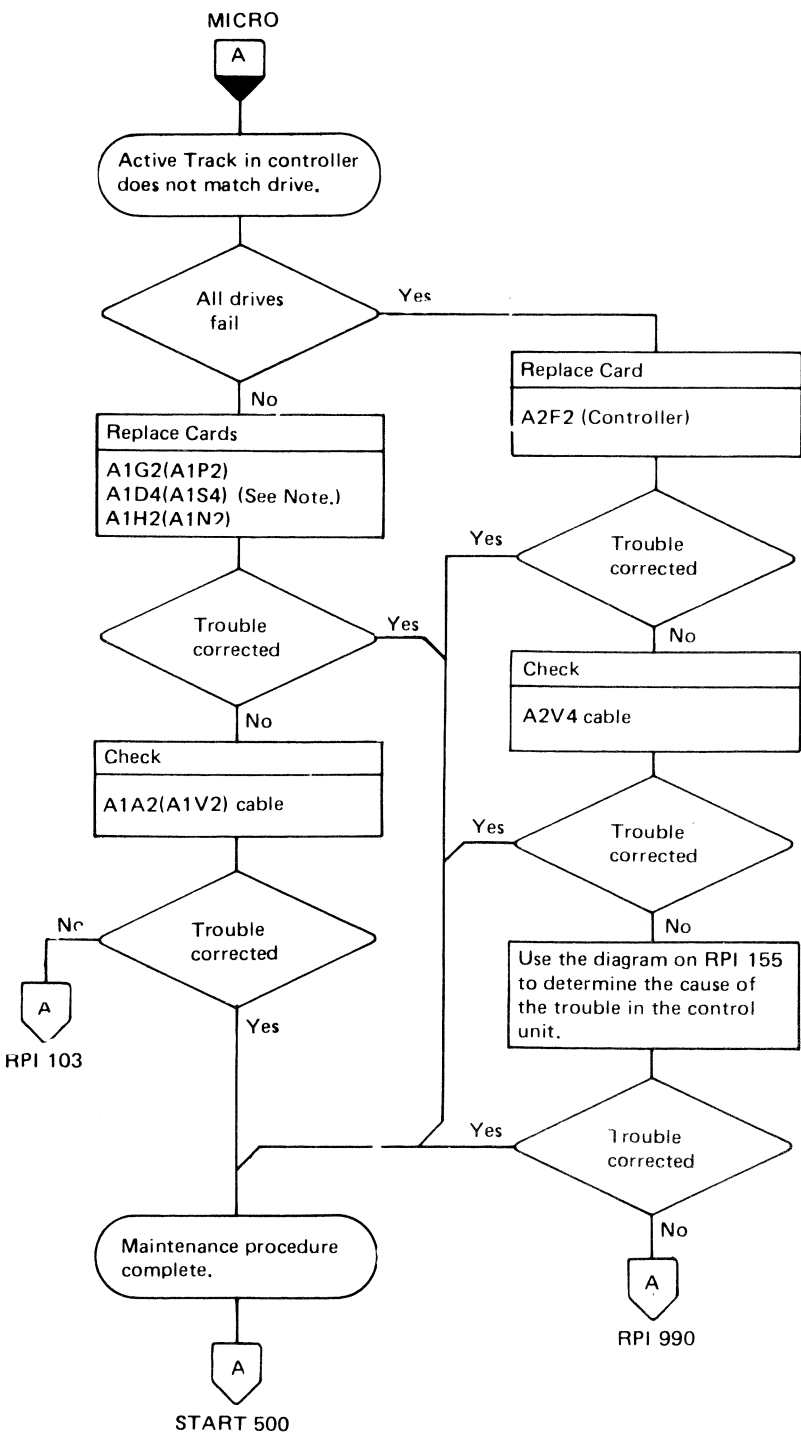 MICRO
A
Active Track in controller
does not match drive.
All drives
fail
Yes
No
Replace Cards
A1G2(A1P2)
A1D4(A1S4) (See Note.)
A1H2(A1N2)
Trouble
corrected
Yes
No
Check
A1A2(A1V2) cable
Trouble
corrected
No
A
RPI 103
Yes
Replace Card
A2F2 (Controller)
Trouble
corrected
Yes
No
Check
A2V4 cable
Trouble
corrected
Yes
No
Use the diagram on RPI 155
to determine the cause of
the trouble in the control
unit.
Trouble
corrected
Yes
No
A
RPI 990
Maintenance procedure
complete.
A
START 500